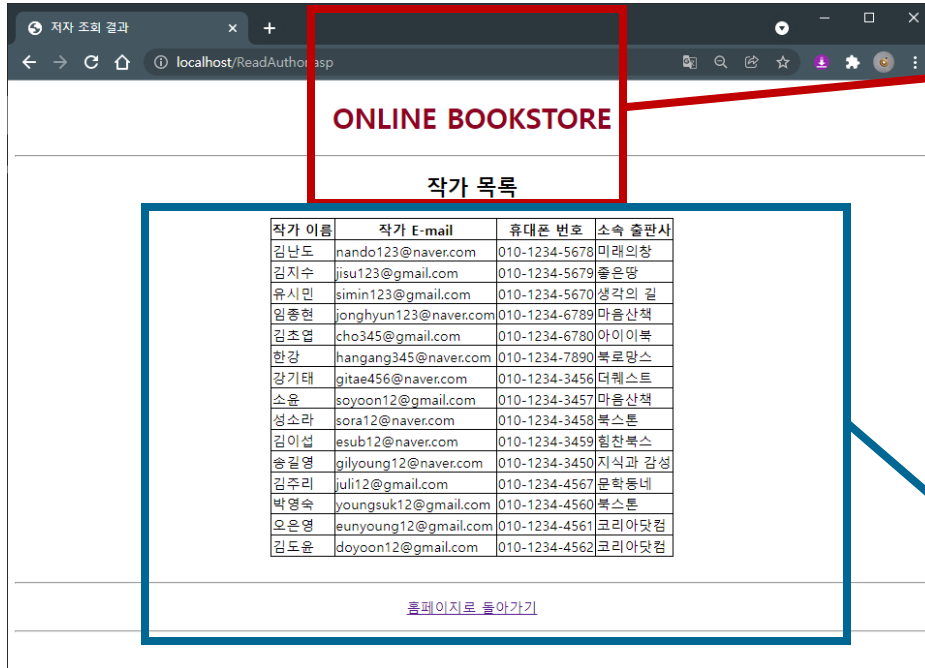 저자 조회 결과
localhost/ReadAuthor.asp
ONLINE BOOKSTORE
작가 목록
작가 이름 작가 E-mail 휴대폰 번호 소속 출판사
김난도 nando123@naver.com 010-1234-5678 미래의창
김지수 jisu123@gmail.com 010-1234-5679 좋은땅
유시민 simin123@gmail.com 010-1234-5670 생각의 길
임종현 jonghyun123@naver.com 010-1234-6789 마음산책
김초엽 cho345@gmail.com 010-1234-6780 아이이북
한강 hangang345@naver.com 010-1234-7890 북로망스
강기태 gitae456@naver.com 010-1234-3456 더퀘스트
소윤 soyoon12@gmail.com 010-1234-3457 마음산책
성소라 sora12@naver.com 010-1234-3458 북스톤
김이섭 esub12@naver.com 010-1234-3459 힘찬북스
송길영 gilyoung12@naver.com 010-1234-3450 지식과 감성
김주리 juli12@gmail.com 010-1234-4567 문학동네
박영숙 youngsuk12@gmail.com 010-1234-4560 북스톤
오은영 eunyoung12@gmail.com 010-1234-4561 코리아닷컴
김도윤 doyoon12@gmail.com 010-1234-4562 코리아닷컴
홈페이지로 돌아가기